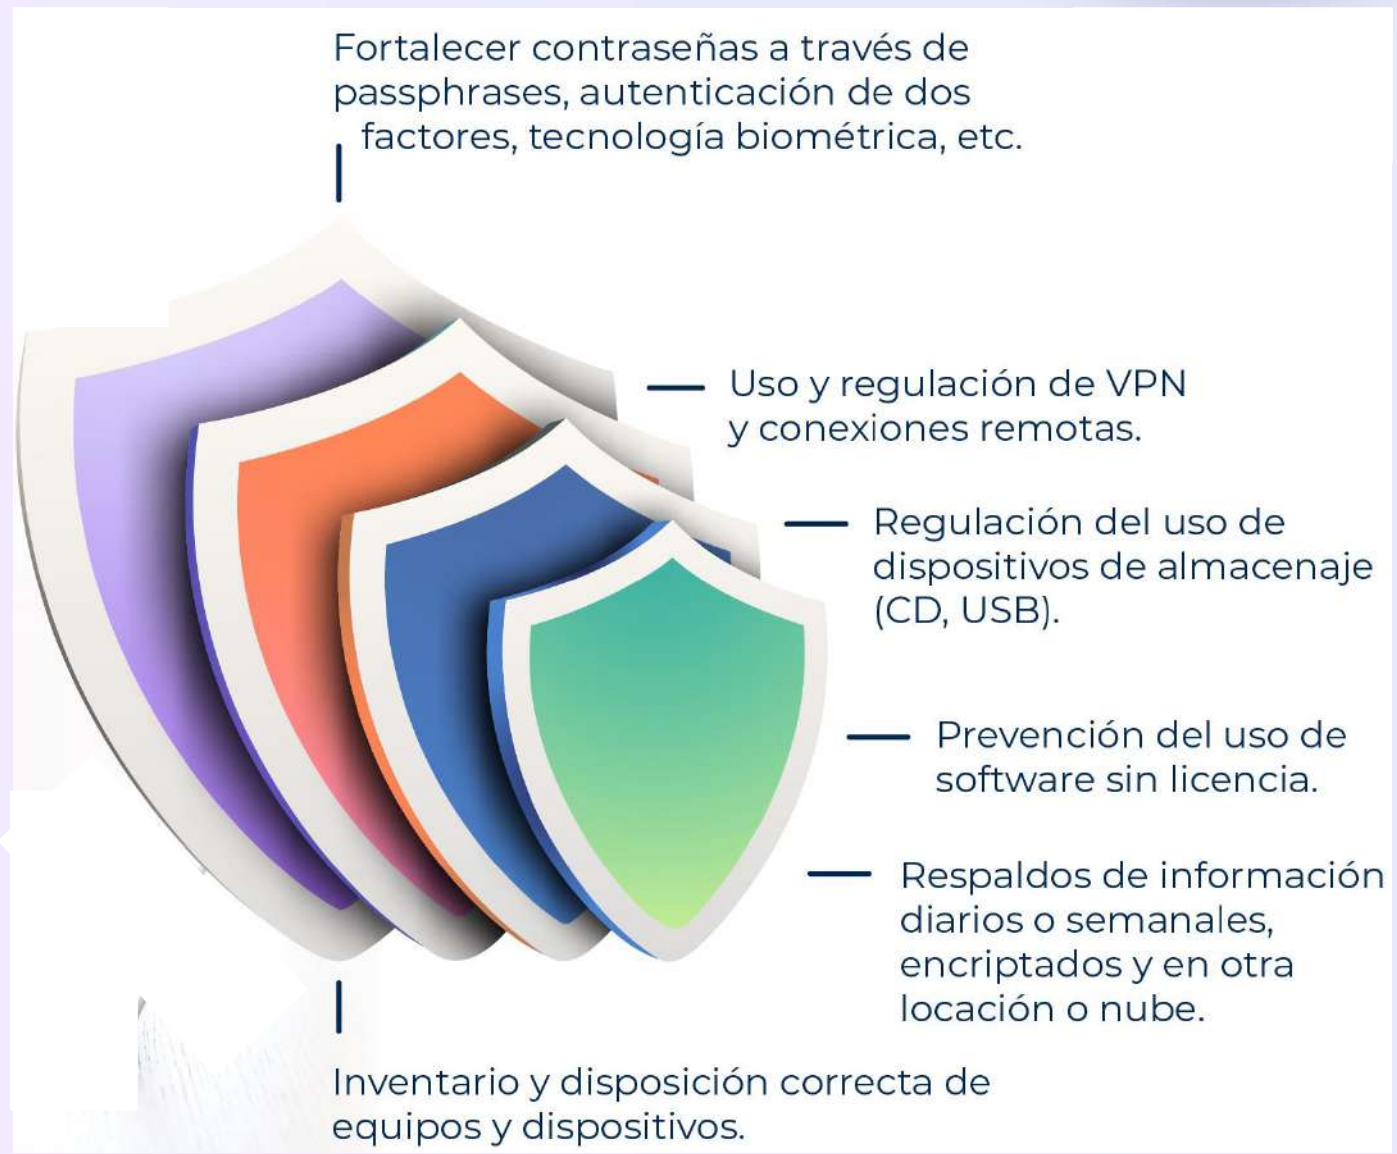 Fortalecer contraseñas a través de
passphrases, autenticación de dos
factores, tecnología biométrica, etc.
Uso y regulación de VPN
y conexiones remotas.
Regulación del uso de
dispositivos de almacenaje
(CD, USB).
Prevención del uso de
software sin licencia.
Respaldos de información
diarios o semanales,
encriptados y en otra
locación o nube.
Inventario y disposición correcta de
equipos y dispositivos.